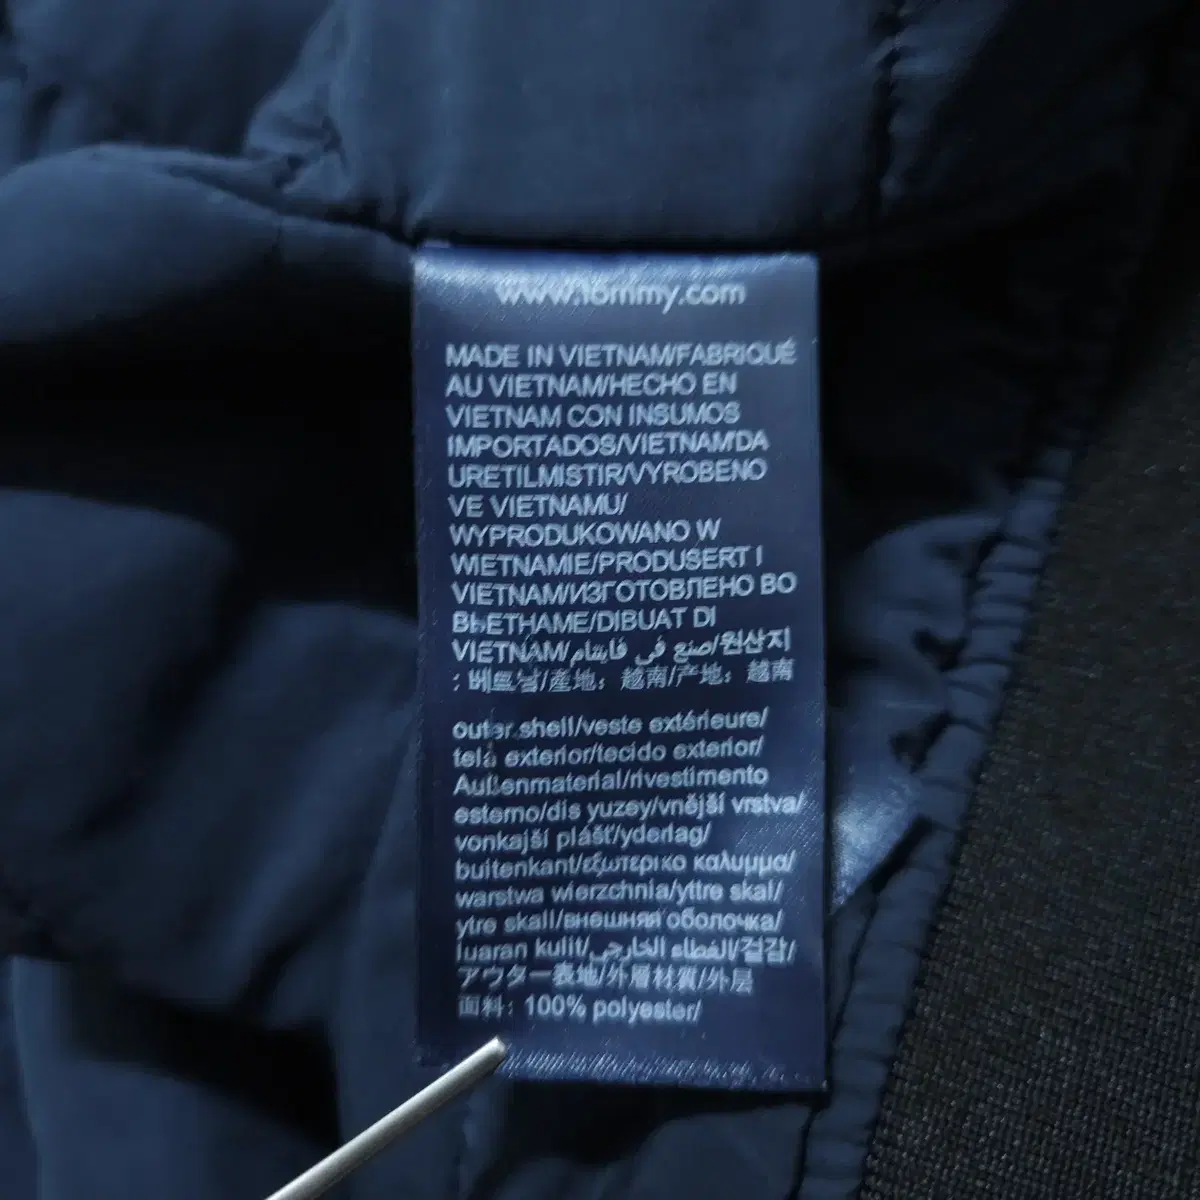 www.tommy.com
MADE IN VIETNAM/FABRIQUÉ
AU VIETNAM/HECHO EN
VIETNAM CON INSUMOS
IMPORTADOS/VIETNAM'DA
URETILMISTIR/VYROBENO
VE VIETNAMU/
WYPRODUKOWANO W
WIETNAMIE/PRODUSERT I
VIETNAM/ИЗГОТОВЛЕНО ВО
ВЬЕТНАМЕ/DIBUAT DI
VIETNAM/صنع في فايتنام/원산지
: 베트남/產地：越南/产地：越南
outer shell/veste extérieure/
tela exterior/tecido exterior/
Außenmaterial/rivestimento
esterno/dis yuzey/vnější vrstva/
vonkajší plášť/yderlag/
buitenkant/εξωτερικο καλυμμα/
warstwa wierzchnia/yttre skal/
ytre skall/внешняя оболочка/
luaran kulit/الغطاء الخارجي/겉감/
アウター表地/外層材質/外层
面料：100% polyester/